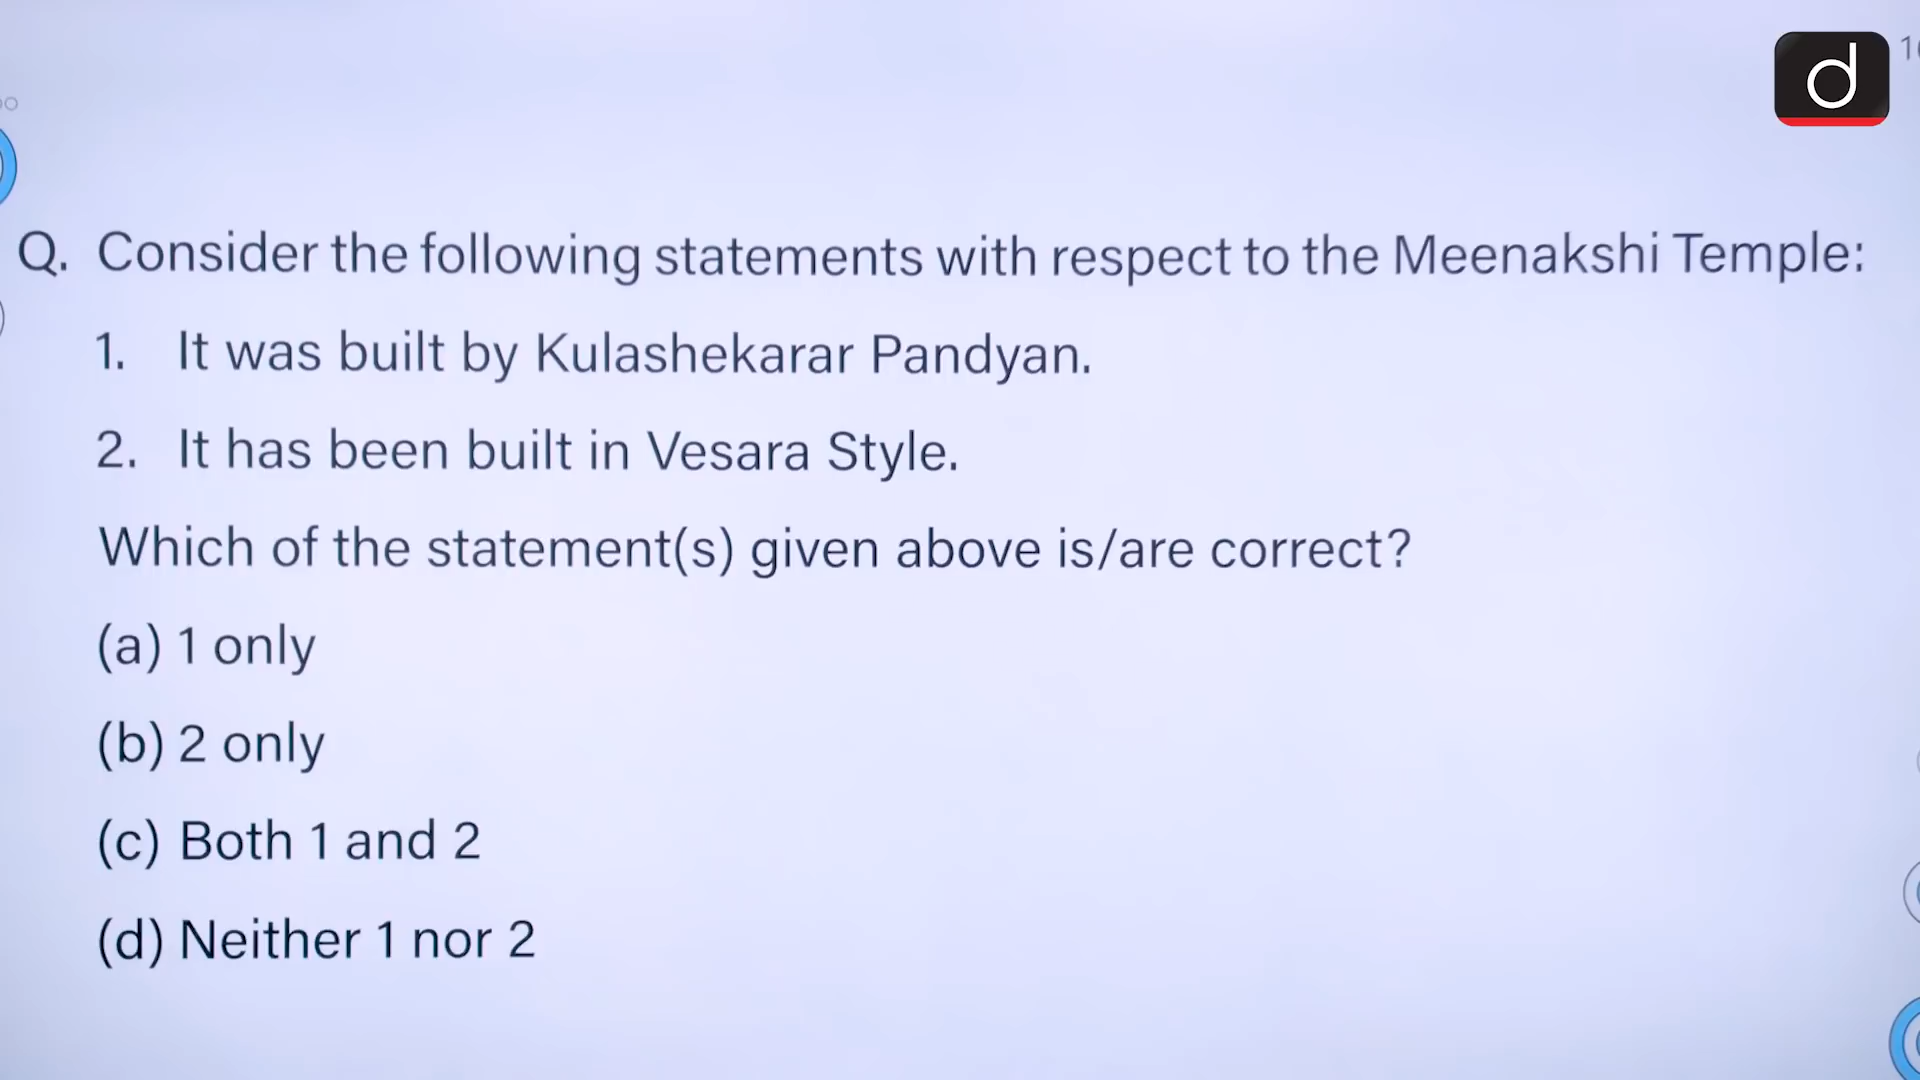 d
Q. Consider the following statements with respect to the Meenakshi Temple:
1. It was built by Kulashekarar Pandyan.
2. It has been built in Vesara Style.
Which of the statement(s) given above is/are correct?
(a) 1 only
(b) 2 only
(c) Both 1 and 2
(d) Neither 1 nor 2